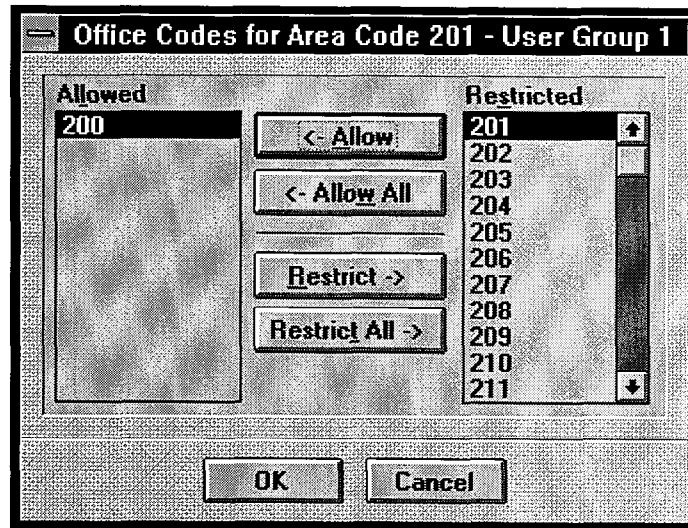 Office Codes for Area Code 201 - User Group 1
Allowed
200
<- Allow
<- Allow All
Restrict ->
Restrict All ->
Restricted
201
202
203
204
205
206
207
208
209
210
211
OK
Cancel